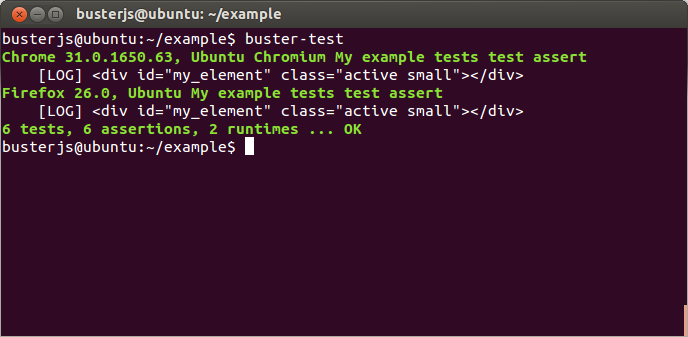 busterjs@ubuntu: ~/example
busterjs@ubuntu:~/example$ buster-test
Chrome 31.0.1650.63, Ubuntu Chromium My example tests test assert
[LOG] <div id="my_element" class="active small"></div>
Firefox 26.0, Ubuntu My example tests test assert
[LOG] <div id="my_element" class="active small"></div>
6 tests, 6 assertions, 2 runtimes ... OK
busterjs@ubuntu:~/example$